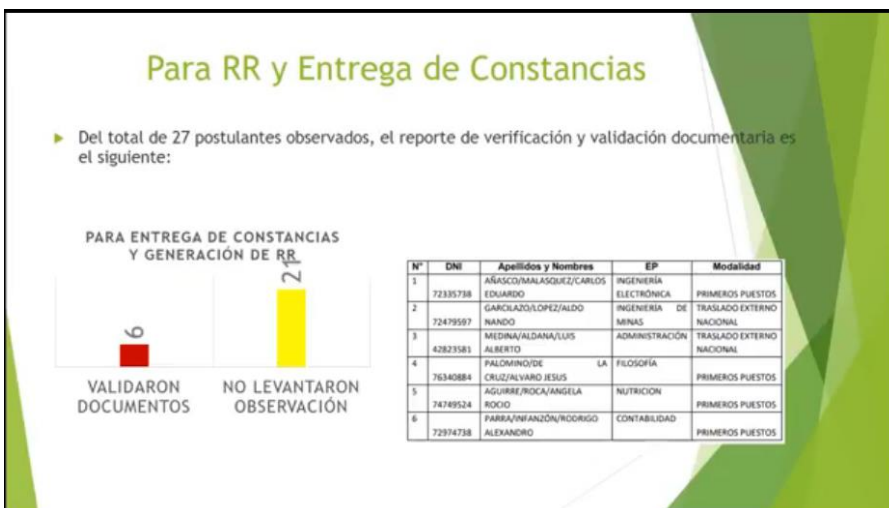 Para RR y Entrega de Constancias
Del total de 27 postulantes observados, el reporte de verificación y validación documentaria es
el siguiente:
PARA ENTREGA DE CONSTANCIAS
Y GENERACIÓN DE RR
6
21
VALIDARON
DOCUMENTOS
NO LEVANTARON
OBSERVACIÓN
N° DNI Apellidos y Nombres EP Modalidad
1 72335738 AÑASCO/MALASQUEZ/CARLOS INGENIERÍA
EDUARDO ELECTRÓNICA PRIMEROS PUESTOS
2 72479597 GARCILAZO/LOPEZ/ALDO INGENIERÍA DE TRASLADO EXTERNO
NANDO MINAS NACIONAL
3 42823581 MEDINA/ALDANA/LUIS ADMINISTRACIÓN TRASLADO EXTERNO
ALBERTO NACIONAL
4 76340884 PALOMINO/DE LA FILOSOFÍA
CRUZ/ALVARO JESUS PRIMEROS PUESTOS
5 74749524 AGUIRRE/ROCA/ANGELA NUTRICION
ROCIO PRIMEROS PUESTOS
6 72974738 PARRA/INFANZÓN/RODRIGO CONTABILIDAD
ALEXANDRO PRIMEROS PUESTOS